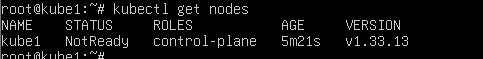 root@kube1:~# kubectl get nodes
NAME STATUS ROLES AGE VERSION
kube1 NotReady control-plane 5m21s v1.33.13
root@kube1:~#